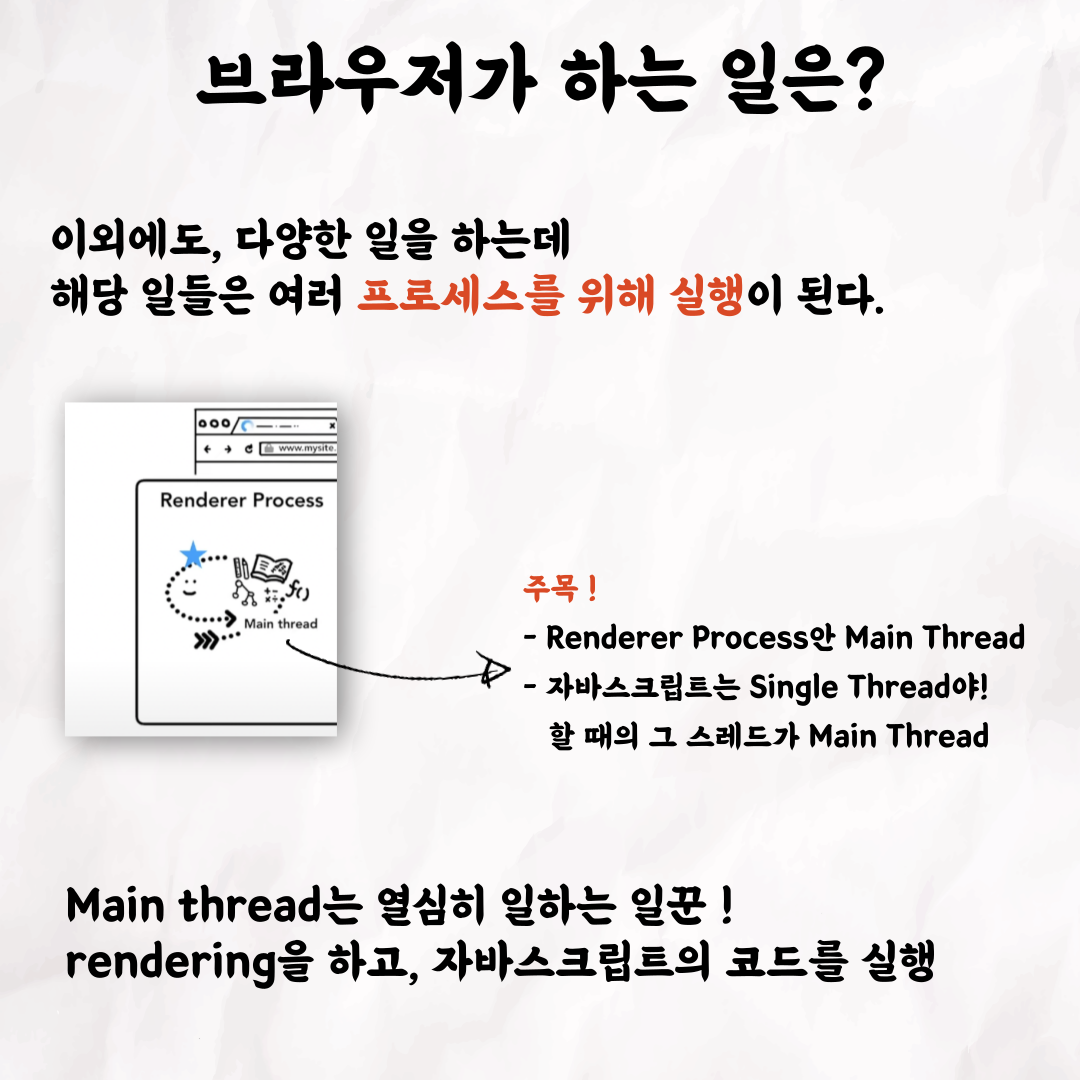 브라우저가 하는 일은?
이외에도, 다양한 일을 하는데
해당 일들은 여러 프로세스를 위해 실행이 된다.
www.mysite.
Renderer Process
f()
Main thread
주목 !
- Renderer Process안 Main Thread
- 자바스크립트는 Single Thread야!
할 때의 그 스레드가 Main Thread
Main thread는 열심히 일하는 일꾼 !
rendering을 하고, 자바스크립트의 코드를 실행